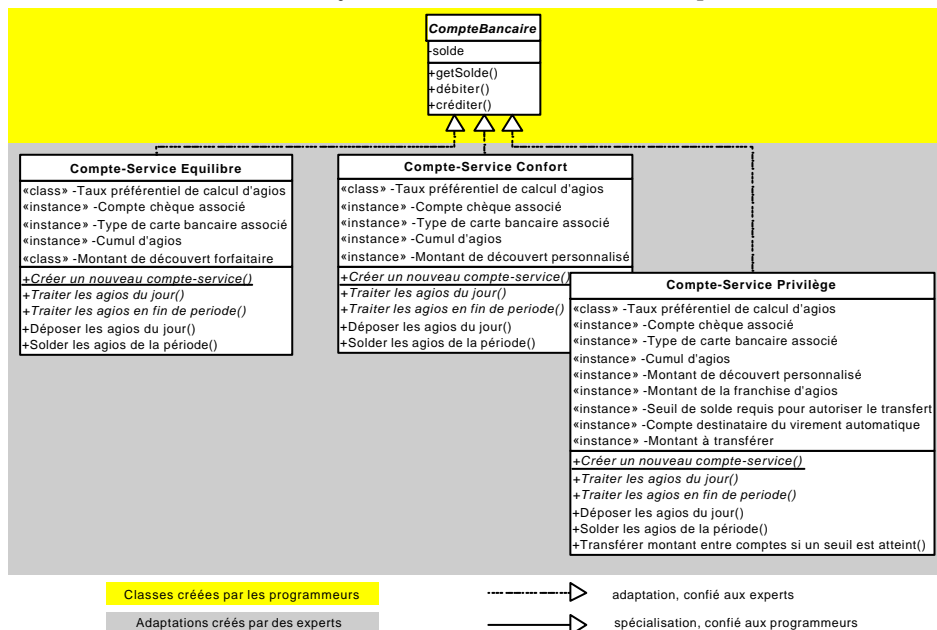 CompteBancaire
-solde
+getSolde()
+débiter()
+créditer()
Compte-Service Equilibre
«class» -Taux préférentiel de calcul d'agios
«instance» -Compte chèque associé
«instance» -Type de carte bancaire associé
«instance» -Cumul d'agios
«class» -Montant de découvert forfaitaire
+Créer un nouveau compte-service()
+Traiter les agios du jour()
+Traiter les agios en fin de periode()
+Déposer les agios du jour()
+Solder les agios de la période()
Compte-Service Confort
«class» -Taux préférentiel de calcul d'agios
«instance» -Compte chèque associé
«instance» -Type de carte bancaire associé
«instance» -Cumul d'agios
«instance» -Montant de découvert personnalisé
+Créer un nouveau compte-service()
+Traiter les agios du jour()
+Traiter les agios en fin de periode()
+Déposer les agios du jour()
+Solder les agios de la période()
Compte-Service Privilège
«class» -Taux préférentiel de calcul d'agios
«instance» -Compte chèque associé
«instance» -Type de carte bancaire associé
«instance» -Cumul d'agios
«instance» -Montant de découvert personnalisé
«instance» -Montant de la franchise d'agios
«instance» -Seuil de solde requis pour autoriser le transfert
«instance» -Compte destinataire du virement automatique
«instance» -Montant à transférer
+Créer un nouveau compte-service()
+Traiter les agios du jour()
+Traiter les agios en fin de periode()
+Déposer les agios du jour()
+Solder les agios de la période()
+Transférer montant entre comptes si un seuil est atteint()
Classes créées par les programmeurs
adaptation, confié aux experts
Adaptations créés par des experts
spécialisation, confié aux programmeurs